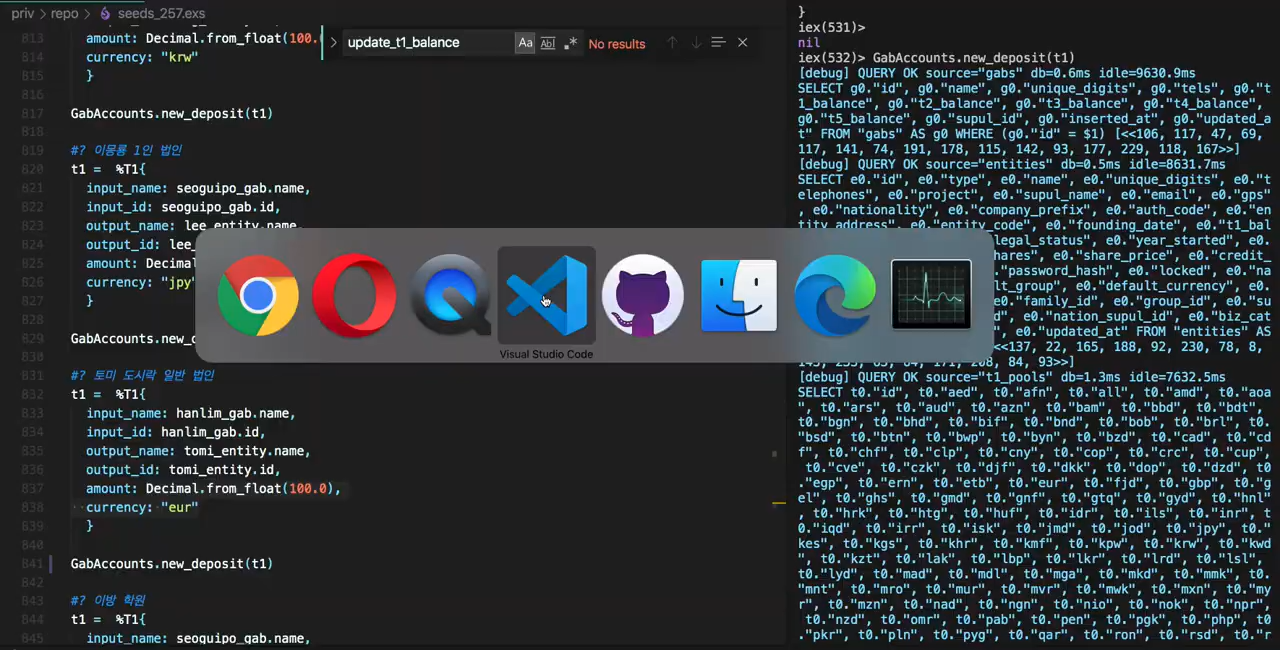 priv > repo > seeds_257.exs
update_t1_balance
Aa
Ab
.*
No results
813 amount: Decimal.from_float(100.
814 currency: "krw"
815 }
816
817 GabAccounts.new_deposit(t1)
818
819 #? 이몽룡 1인 법인
820 t1 = %T1{
821 input_name: seoguipo_gab.name,
822 input_id: seoguipo_gab.id,
823 output_name: lee_entity.name,
824 output_id: lee_
825 amount: Decimal
826 currency: "jpy"
827 }
828
829 GabAccounts.new_d
830
831 #? 토미 도시락 일반 법인
832 t1 = %T1{
833 input_name: hanlim_gab.name,
834 input_id: hanlim_gab.id,
835 output_name: tomi_entity.name,
836 output_id: tomi_entity.id,
837 amount: Decimal.from_float(100.0),
838 currency: "eur"
839 }
840
841 GabAccounts.new_deposit(t1)
842
843 #? 이방 학원
844 t1 = %T1{
845 input_name: seoguipo_gab.name,
Visual Studio Code
}
iex(531)>
nil
iex(532)> GabAccounts.new_deposit(t1)
[debug] QUERY OK source="gabs" db=0.6ms idle=9630.9ms
SELECT g0."id", g0."name", g0."unique_digits", g0."tels", g0."t
1_balance", g0."t2_balance", g0."t3_balance", g0."t4_balance",
g0."t5_balance", g0."supul_id", g0."inserted_at", g0."updated_a
t" FROM "gabs" AS g0 WHERE (g0."id" = $1) [<<106, 117, 47, 69,
117, 141, 74, 191, 178, 115, 142, 93, 177, 229, 118, 167>>]
[debug] QUERY OK source="entities" db=0.5ms idle=8631.7ms
SELECT e0."id", e0."type", e0."name", e0."unique_digits", e0."t
elephones", e0."project", e0."supul_name", e0."email", e0."gps"
, e0."nationality", e0."company_prefix", e0."auth_code", e0."en
tity_address", e0."entity_code", e0."founding_date", e0."t1_bal
legal_status", e0."year_started", e
hares", e0."share_price", e0."credit_
"password_hash", e0."locked", e0."na
lt_group", e0."default_currency", e0.
"family_id", e0."group_id", e0."su
"nation_supul_id", e0."biz_cat
e0."updated_at" FROM "entities" AS
<<137, 22, 165, 188, 92, 230, 78, 8,
84, 93>>]
[debug] QUERY OK source="t1_pools" db=1.3ms idle=7632.5ms
SELECT t0."id", t0."aed", t0."afn", t0."all", t0."amd", t0."aoa
", t0."ars", t0."aud", t0."azn", t0."bam", t0."bbd", t0."bdt",
t0."bgn", t0."bhd", t0."bif", t0."bnd", t0."bob", t0."brl", t0.
"bsd", t0."btn", t0."bwp", t0."byn", t0."bzd", t0."cad", t0."cd
f", t0."chf", t0."clp", t0."cny", t0."cop", t0."crc", t0."cup",
t0."cve", t0."czk", t0."djf", t0."dkk", t0."dop", t0."dzd", t0
."egp", t0."ern", t0."etb", t0."eur", t0."fjd", t0."gbp", t0."g
el", t0."ghs", t0."gmd", t0."gnf", t0."gtq", t0."gyd", t0."hnl"
, t0."hrk", t0."htg", t0."huf", t0."idr", t0."ils", t0."inr", t
0."iqd", t0."irr", t0."isk", t0."jmd", t0."jod", t0."jpy", t0."
kes", t0."kgs", t0."khr", t0."kmf", t0."kpw", t0."krw", t0."kwd
", t0."kzt", t0."lak", t0."lbp", t0."lkr", t0."lrd", t0."lsl",
t0."lyd", t0."mad", t0."mdl", t0."mga", t0."mkd", t0."mmk", t0.
"mnt", t0."mro", t0."mur", t0."mvr", t0."mwk", t0."mxn", t0."my
r", t0."mzn", t0."nad", t0."ngn", t0."nio", t0."nok", t0."npr",
t0."nzd", t0."omr", t0."pab", t0."pen", t0."pgk", t0."php", t0
."pkr", t0."pln", t0."pyg", t0."qar", t0."ron", t0."rsd", t0."r